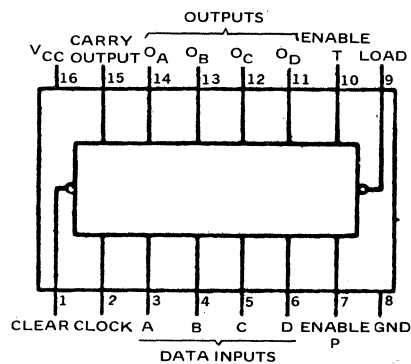 OUTPUTS
VCC CARRY OUTPUT OA OB OC OD ENABLE T LOAD
16 15 14 13 12 11 10 9
1 2 3 4 5 6 7 8
CLEAR CLOCK A B C D ENABLE P GND
DATA INPUTS